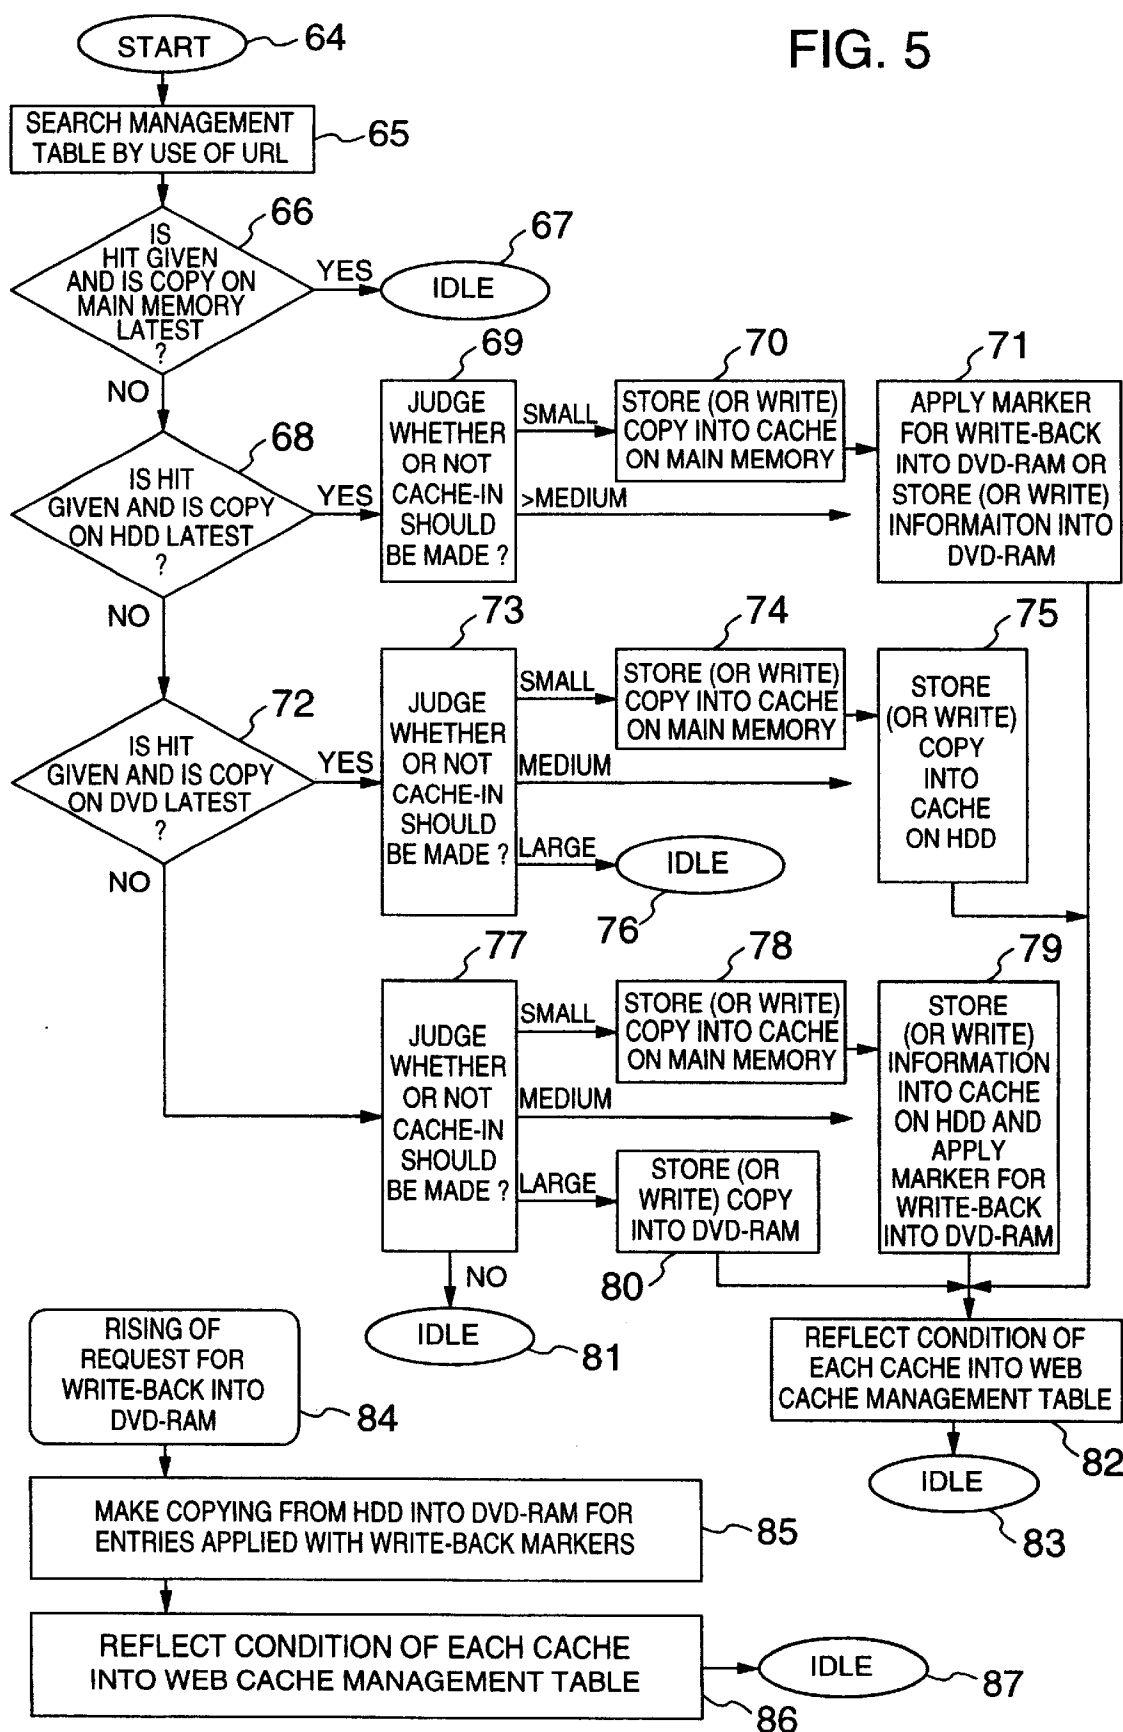 FIG. 5
START
64
SEARCH MANAGEMENT
TABLE BY USE OF URL
65
66
IS
HIT GIVEN
AND IS COPY ON
MAIN MEMORY
LATEST
?
YES
67
IDLE
NO
68
IS HIT
GIVEN AND IS COPY
ON HDD LATEST
?
YES
NO
69
JUDGE
WHETHER
OR NOT
CACHE-IN
SHOULD
BE MADE ?
SMALL
>MEDIUM
70
STORE (OR WRITE)
COPY INTO CACHE
ON MAIN MEMORY
71
APPLY MARKER
FOR WRITE-BACK
INTO DVD-RAM OR
STORE (OR WRITE)
INFORMAITON INTO
DVD-RAM
72
IS HIT
GIVEN AND IS COPY
ON DVD LATEST
?
YES
NO
73
JUDGE
WHETHER
OR NOT
CACHE-IN
SHOULD
BE MADE ?
SMALL
MEDIUM
LARGE
74
STORE (OR WRITE)
COPY INTO CACHE
ON MAIN MEMORY
75
STORE
(OR WRITE)
COPY
INTO
CACHE
ON HDD
IDLE
76
77
JUDGE
WHETHER
OR NOT
CACHE-IN
SHOULD
BE MADE ?
SMALL
MEDIUM
LARGE
NO
78
STORE (OR WRITE)
COPY INTO CACHE
ON MAIN MEMORY
79
STORE
(OR WRITE)
INFORMATION
INTO CACHE
ON HDD AND
APPLY
MARKER FOR
WRITE-BACK
INTO DVD-RAM
STORE (OR
WRITE) COPY
INTO DVD-RAM
80
IDLE
81
REFLECT CONDITION OF
EACH CACHE INTO WEB
CACHE MANAGEMENT TABLE
82
IDLE
83
RISING OF
REQUEST FOR
WRITE-BACK INTO
DVD-RAM
84
MAKE COPYING FROM HDD INTO DVD-RAM FOR
ENTRIES APPLIED WITH WRITE-BACK MARKERS
85
REFLECT CONDITION OF EACH CACHE
INTO WEB CACHE MANAGEMENT TABLE
86
IDLE
87